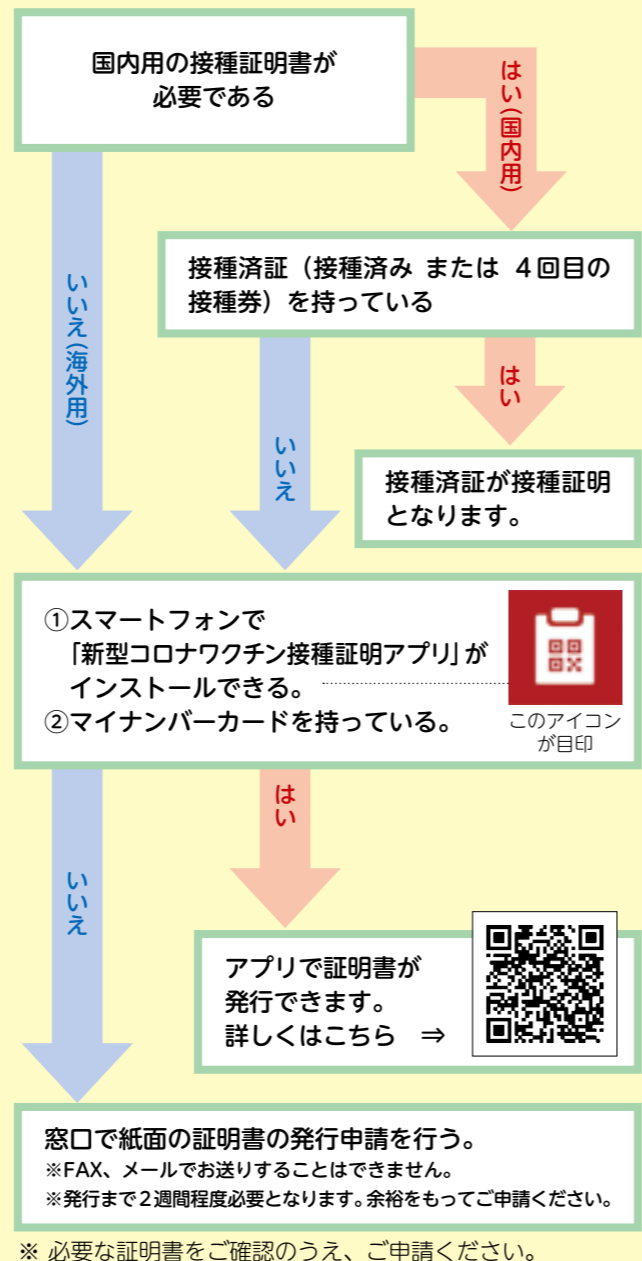 国内用の接種証明書が
必要である
はい(国内用)
いいえ(海外用)
接種済証（接種済み または ４回目の
接種券）を持っている
はい
いいえ
接種済証が接種証明
となります。
①スマートフォンで
「新型コロナワクチン接種証明アプリ」が
インストールできる。
②マイナンバーカードを持っている。
このアイコン
が目印
はい
いいえ
アプリで証明書が
発行できます。
詳しくはこちら ⇒
窓口で紙面の証明書の発行申請を行う。
※FAX、メールでお送りすることはできません。
※発行まで２週間程度必要となります。余裕をもってご申請ください。
※ 必要な証明書をご確認のうえ、ご申請ください。